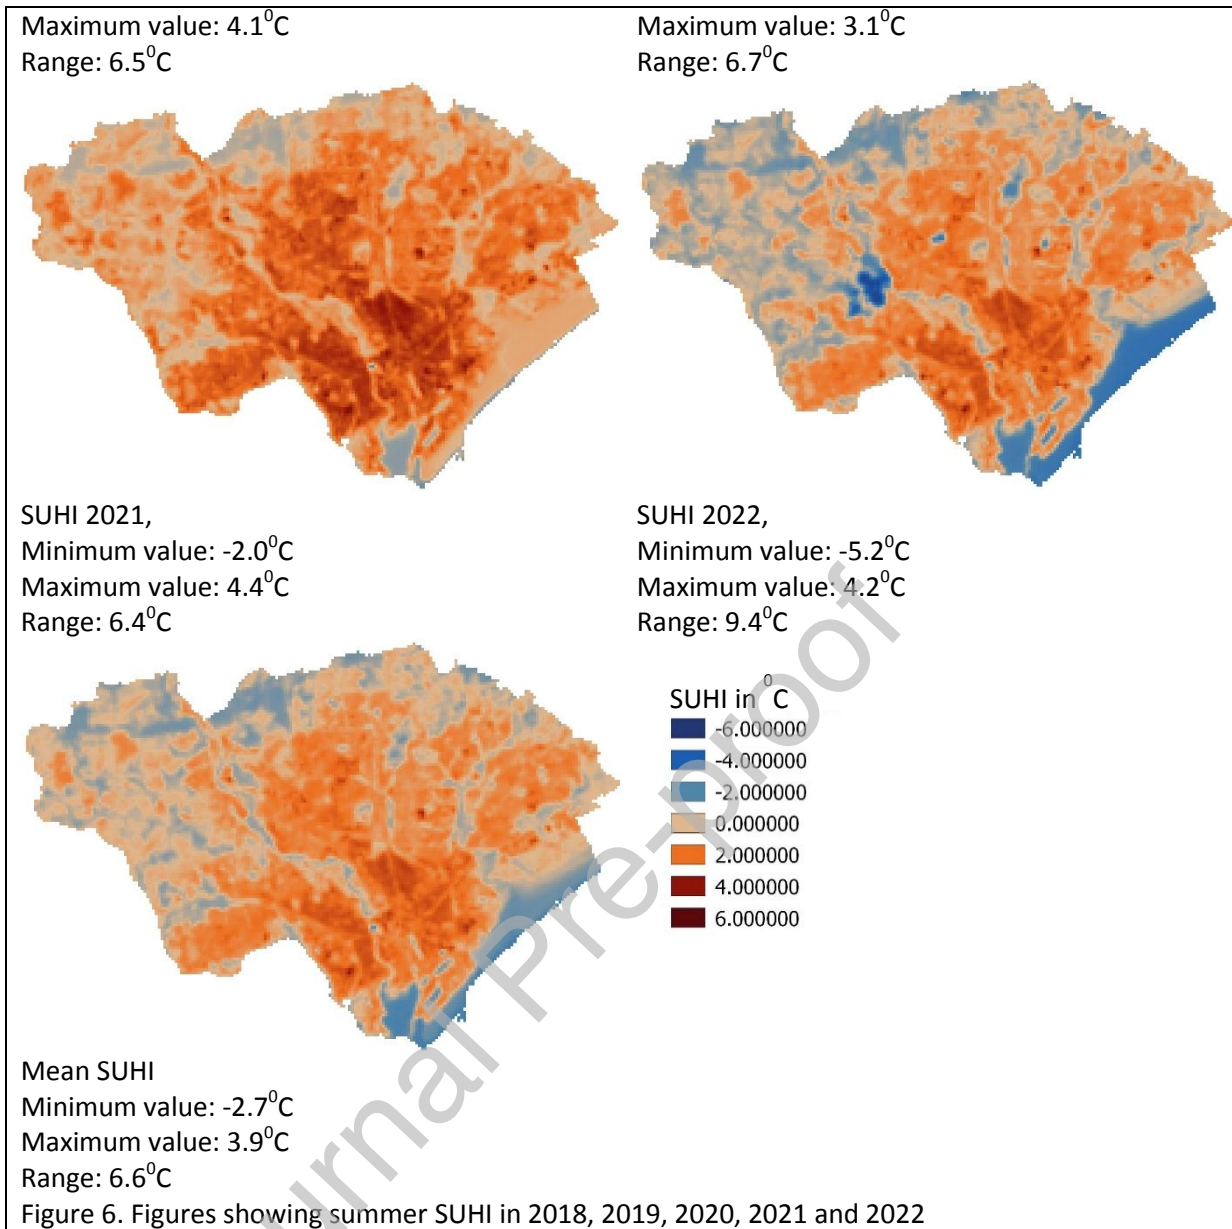 Maximum value: 4.1⁰C
Range: 6.5⁰C
Maximum value: 3.1⁰C
Range: 6.7⁰C
SUHI 2021,
Minimum value: -2.0⁰C
Maximum value: 4.4⁰C
Range: 6.4⁰C
SUHI 2022,
Minimum value: -5.2⁰C
Maximum value: 4.2⁰C
Range: 9.4⁰C
SUHI in ⁰C
-6.000000
-4.000000
-2.000000
0.000000
2.000000
4.000000
6.000000
Mean SUHI
Minimum value: -2.7⁰C
Maximum value: 3.9⁰C
Range: 6.6⁰C
Figure 6. Figures showing summer SUHI in 2018, 2019, 2020, 2021 and 2022
urnal Pre-proof